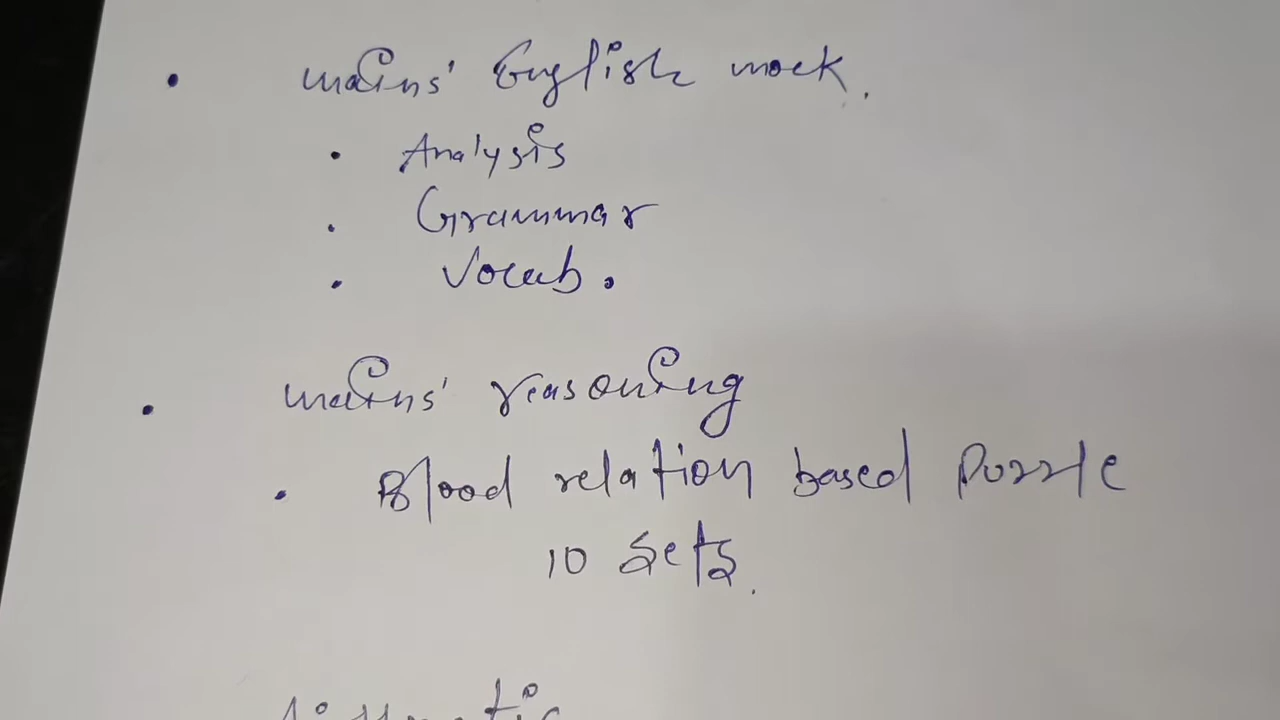 • mains' English mock.
• Analysis
• Grammar
• Vocab.
• mains' reasoning
• Blood relation based Puzzle
10 sets.